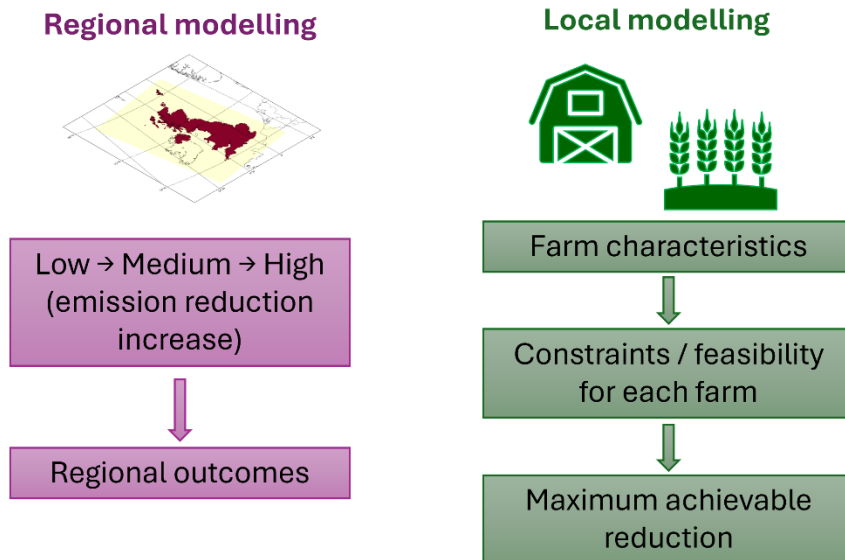 Regional modelling
Low → Medium → High
(emission reduction
increase)
Regional outcomes
Local modelling
Farm characteristics
Constraints / feasibility
for each farm
Maximum achievable
reduction